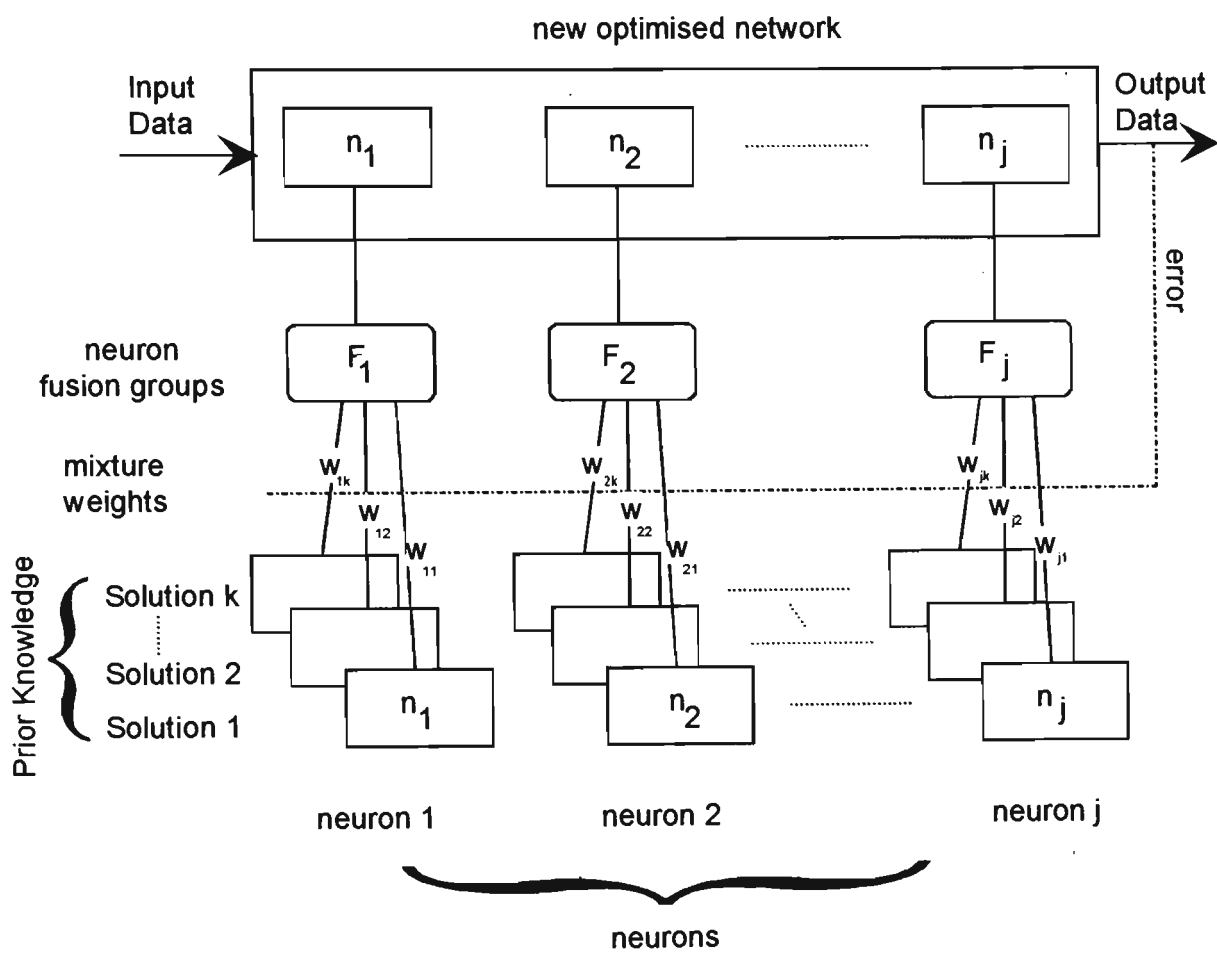 new optimised network
Input
Data
Output
Data
n1
n2
nj
error
neuron
fusion groups
F1
F2
Fj
mixture
weights
W1k
W2k
Wjk
W12
W22
Wj2
W11
W21
Wj1
Prior Knowledge
Solution k
Solution 2
Solution 1
n1
n2
nj
neuron 1
neuron 2
neuron j
neurons